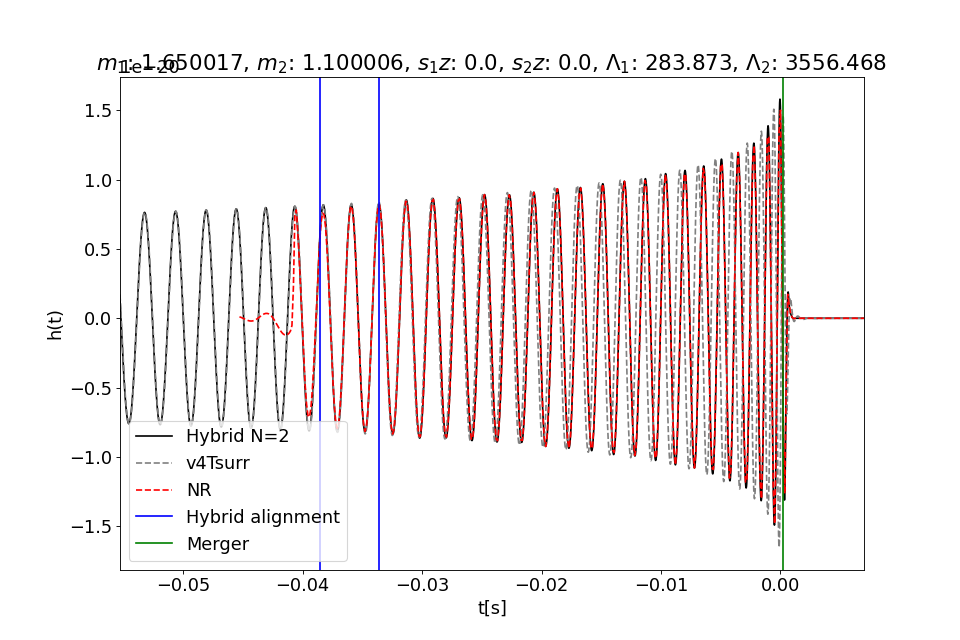 m₁: 1.650017, m₂: 1.100006, s₁z: 0.0, s₂z: 0.0, Λ₁: 283.873, Λ₂: 3556.468
1e−20
1.5
1.0
0.5
0.0
−0.5
−1.0
−1.5
h(t)
Hybrid N=2
v4Tsurr
NR
Hybrid alignment
Merger
−0.05
−0.04
−0.03
−0.02
−0.01
0.00
t[s]